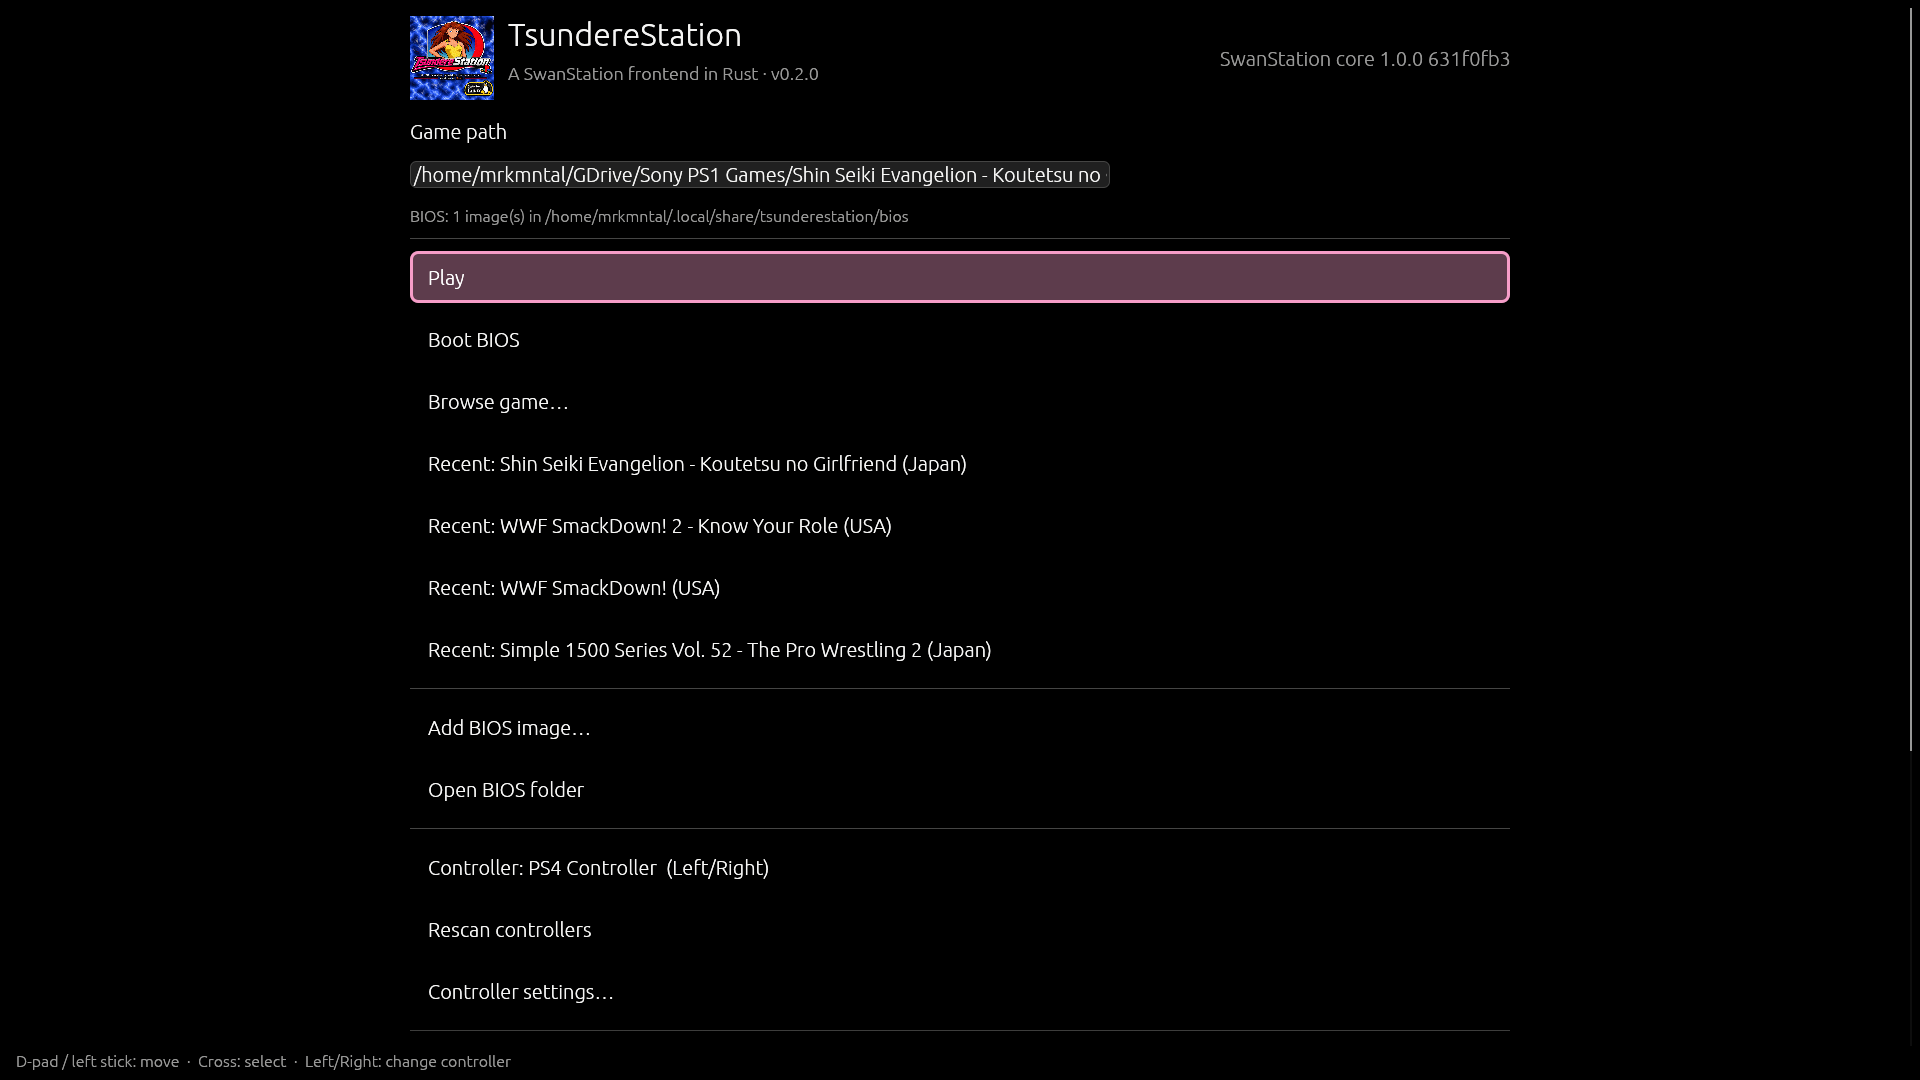 TsundereStation
A SwanStation frontend in Rust · v0.2.0
SwanStation core 1.0.0 631f0fb3
Game path
/home/mrkmntal/GDrive/Sony PS1 Games/Shin Seiki Evangelion - Koutetsu no
BIOS: 1 image(s) in /home/mrkmntal/.local/share/tsunderestation/bios
Play
Boot BIOS
Browse game…
Recent: Shin Seiki Evangelion - Koutetsu no Girlfriend (Japan)
Recent: WWF SmackDown! 2 - Know Your Role (USA)
Recent: WWF SmackDown! (USA)
Recent: Simple 1500 Series Vol. 52 - The Pro Wrestling 2 (Japan)
Add BIOS image…
Open BIOS folder
Controller: PS4 Controller  (Left/Right)
Rescan controllers
Controller settings…
D-pad / left stick: move · Cross: select · Left/Right: change controller